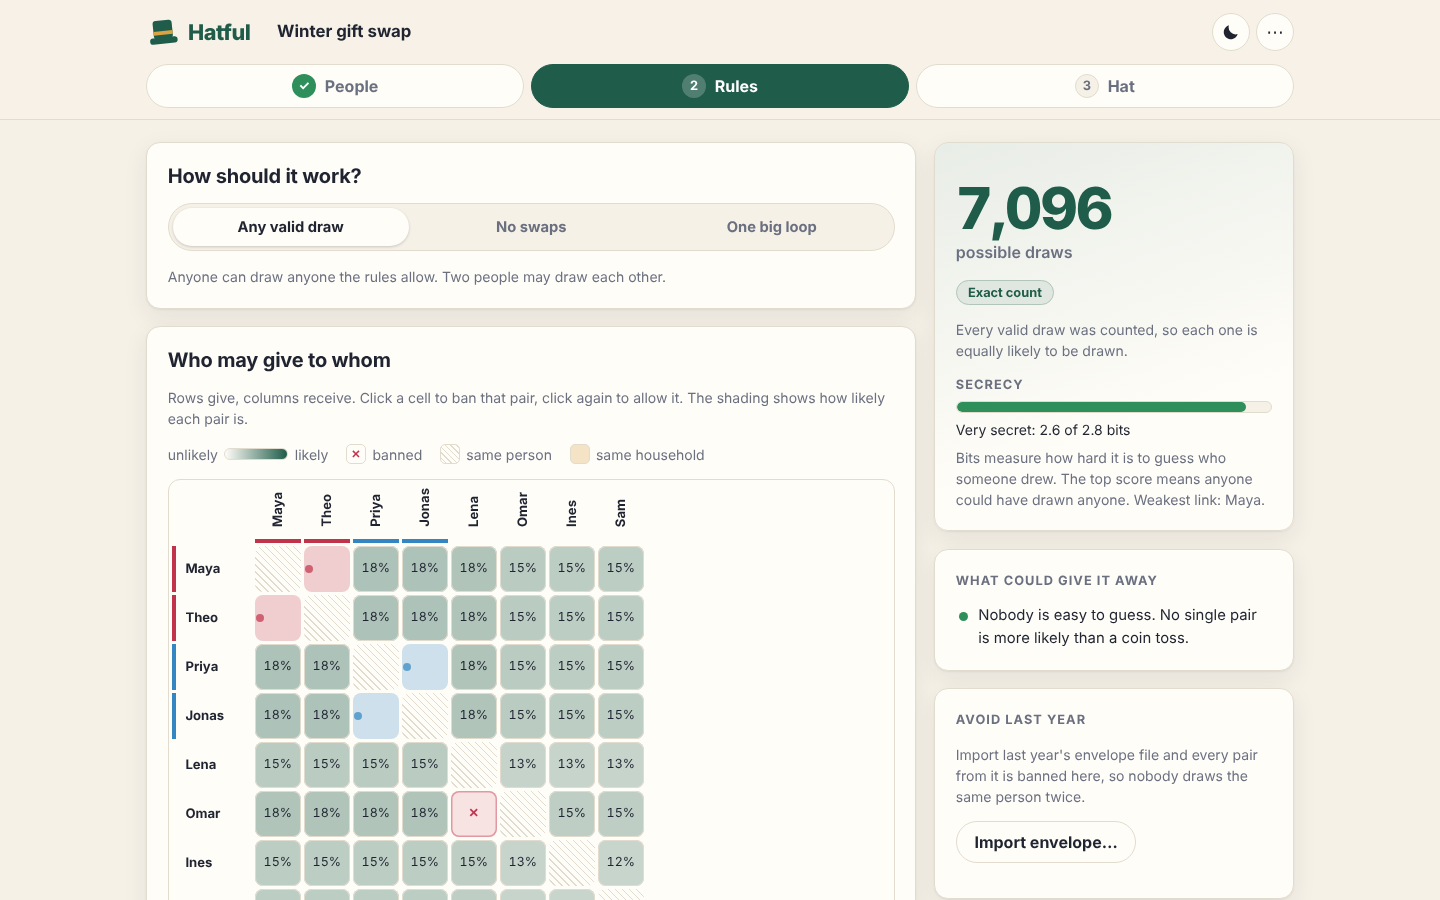 Hatful
Winter gift swap
People
2 Rules
3 Hat
How should it work?
Any valid draw
No swaps
One big loop
Anyone can draw anyone the rules allow. Two people may draw each other.
Who may give to whom
Rows give, columns receive. Click a cell to ban that pair, click again to allow it. The shading shows how likely
each pair is.
unlikely likely banned same person same household
Maya Theo Priya Jonas Lena Omar Ines Sam
Maya 18% 18% 18% 15% 15% 15%
Theo 18% 18% 18% 15% 15% 15%
Priya 18% 18% 18% 15% 15% 15%
Jonas 18% 18% 18% 15% 15% 15%
Lena 15% 15% 15% 15% 13% 13% 13%
Omar 18% 18% 18% 18% 15% 15%
Ines 15% 15% 15% 15% 15% 13% 12%
7,096
possible draws
Exact count
Every valid draw was counted, so each one is
equally likely to be drawn.
SECRECY
Very secret: 2.6 of 2.8 bits
Bits measure how hard it is to guess who
someone drew. The top score means anyone
could have drawn anyone. Weakest link: Maya.
WHAT COULD GIVE IT AWAY
Nobody is easy to guess. No single pair
is more likely than a coin toss.
AVOID LAST YEAR
Import last year's envelope file and every pair
from it is banned here, so nobody draws the
same person twice.
Import envelope...